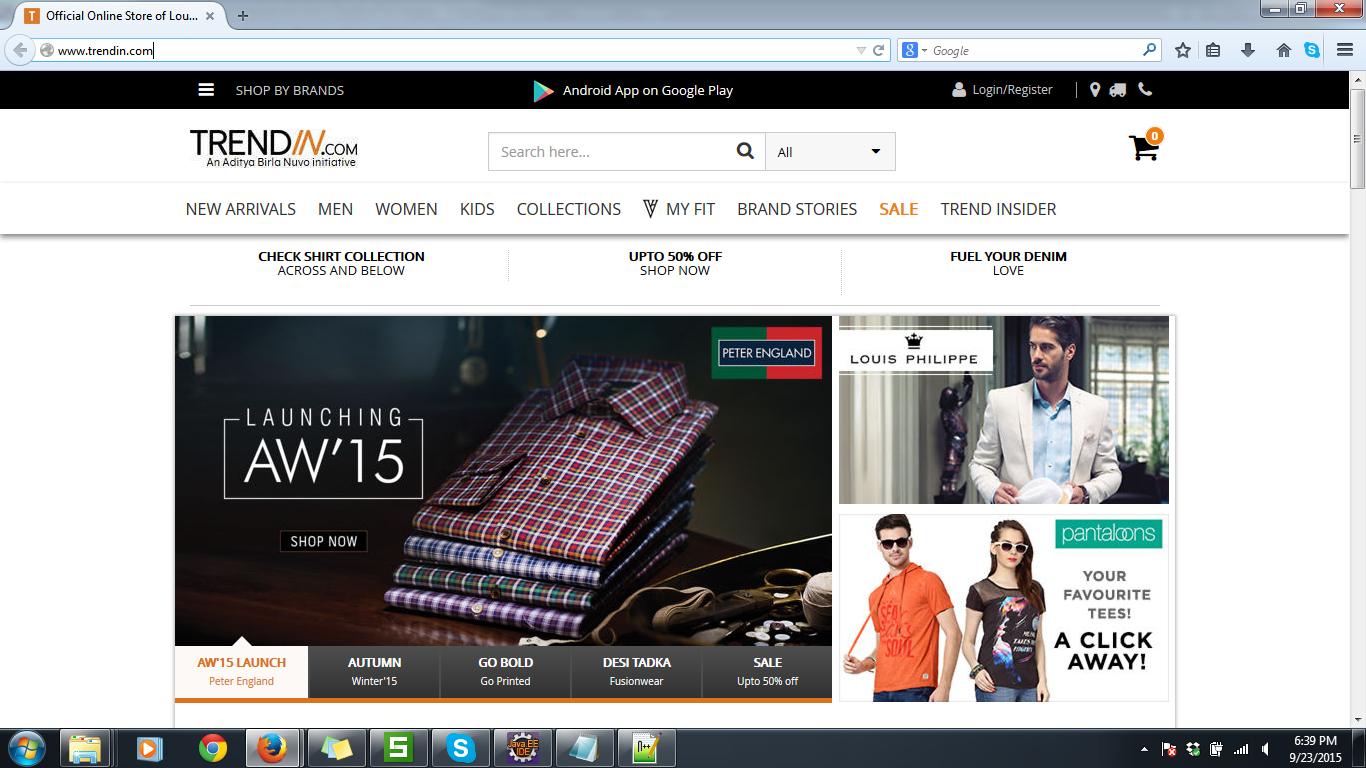 Official Online Store of Lou...
www.trendin.com
Google
SHOP BY BRANDS
Android App on Google Play
Login/Register
TRENDIN.COM
An Aditya Birla Nuvo initiative
Search here...
All
0
NEW ARRIVALS
MEN
WOMEN
KIDS
COLLECTIONS
MY FIT
BRAND STORIES
SALE
TREND INSIDER
CHECK SHIRT COLLECTION
ACROSS AND BELOW
UPTO 50% OFF
SHOP NOW
FUEL YOUR DENIM
LOVE
PETER ENGLAND
LAUNCHING
AW'15
SHOP NOW
LOUIS PHILIPPE
pantaloons
YOUR
FAVOURITE
TEES!
A CLICK
AWAY!
AW'15 LAUNCH
Peter England
AUTUMN
Winter'15
GO BOLD
Go Printed
DESI TADKA
Fusionwear
SALE
Upto 50% off
Java EE
IDE
6:39 PM
9/23/2015